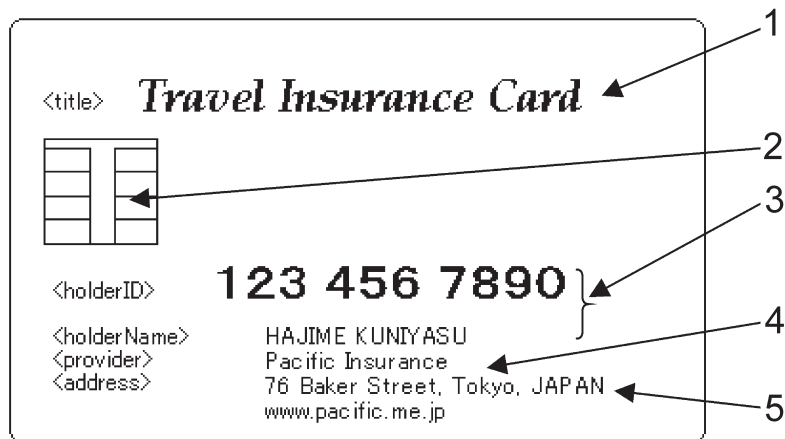 1
<title> Travel Insurance Card
2
3
<holderID> 123 456 7890
<holderName> HAJIME KUNIYASU
4
<provider> Pacific Insurance
<address> 76 Baker Street, Tokyo, JAPAN
5
www.pacific.me.jp